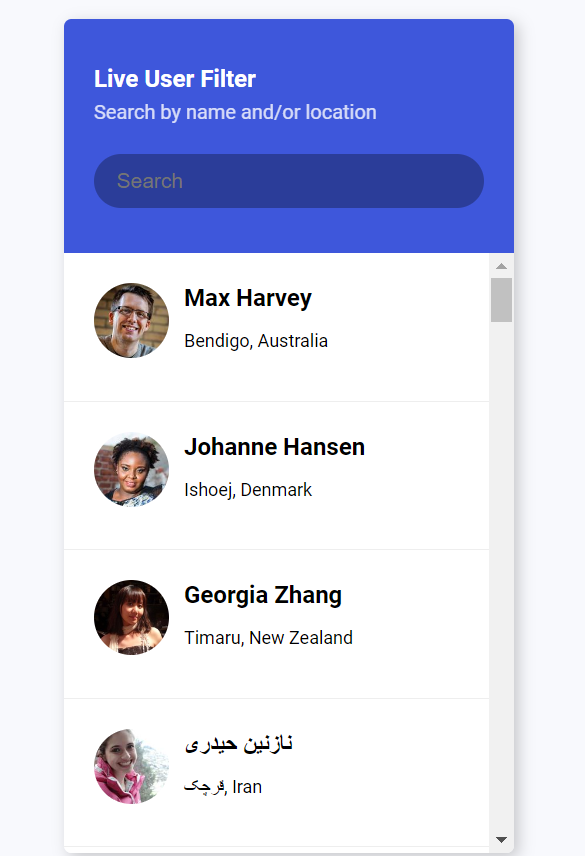 Live User Filter
Search by name and/or location
Search
Max Harvey
Bendigo, Australia
Johanne Hansen
Ishoej, Denmark
Georgia Zhang
Timaru, New Zealand
نازنین حیدری
قرچک, Iran